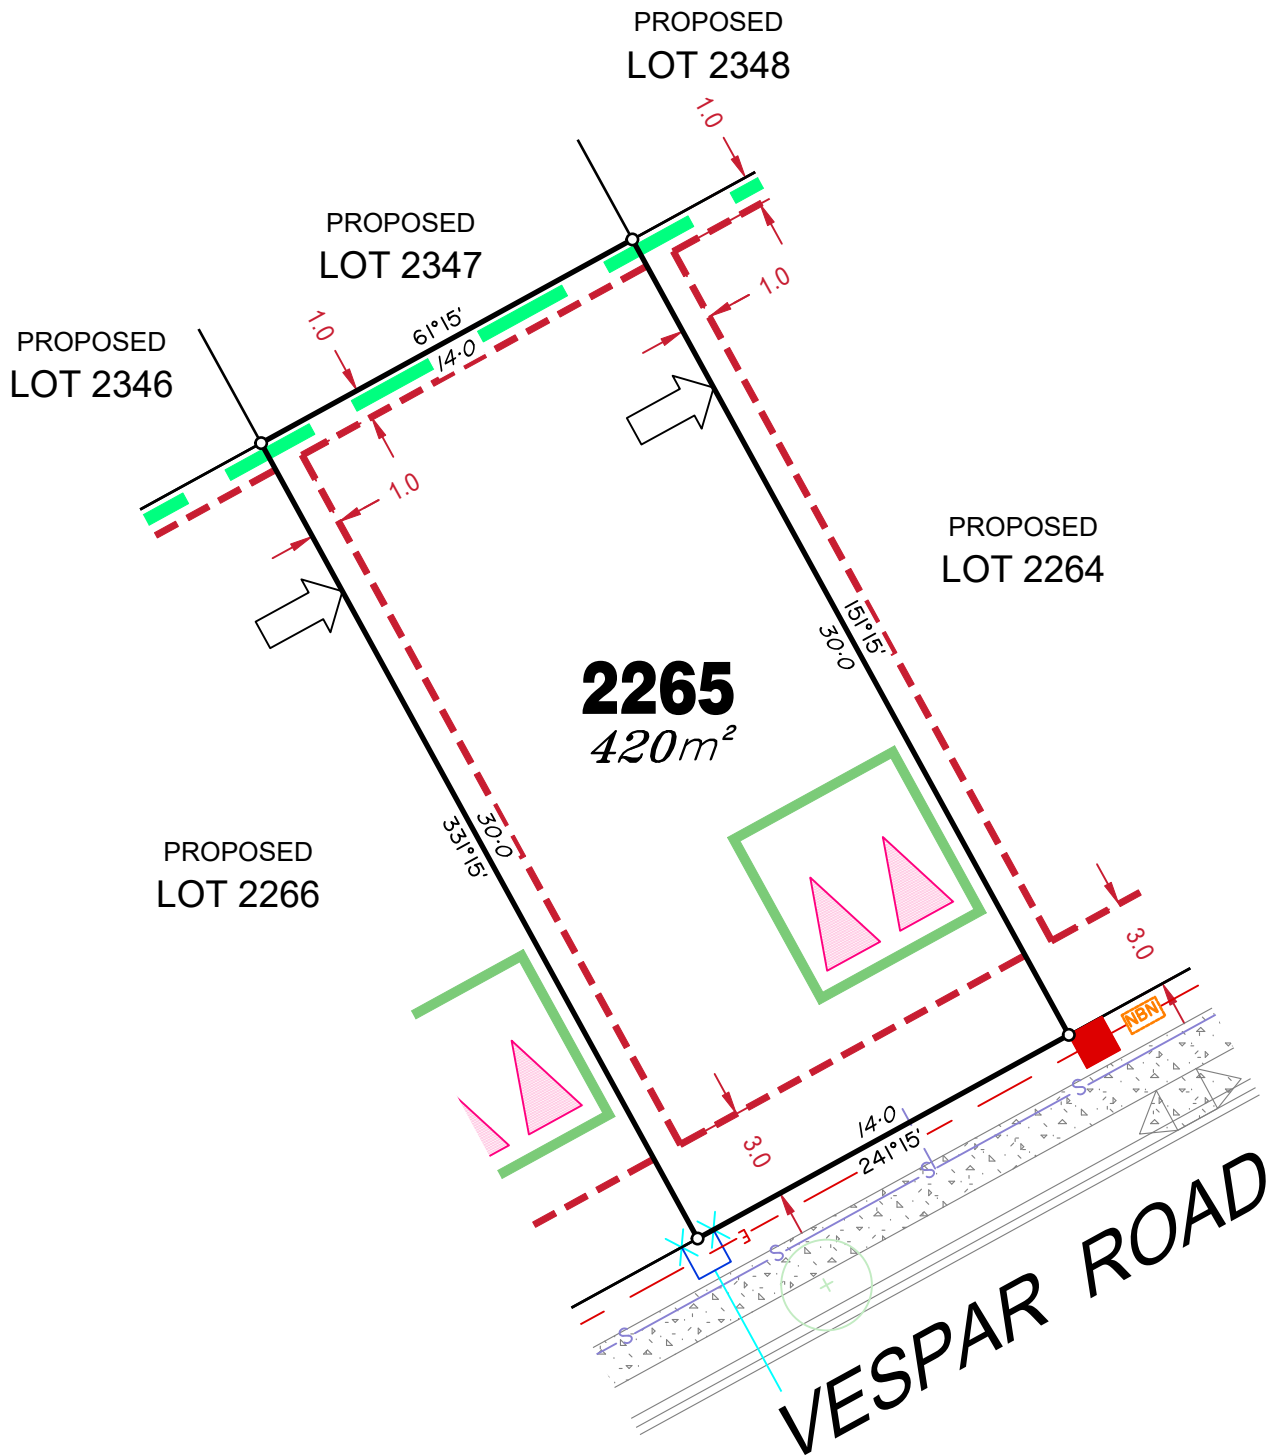 PROPOSED
LOT 2348
1.0
PROPOSED
LOT 2347
1.0
1.0
61°15'
14·0
PROPOSED
LOT 2346
1.0
PROPOSED
LOT 2264
151°15'
30·0
2265
420m²
30·0
331°15'
PROPOSED
LOT 2266
3.0
NBN
S
14·0
241°15'
3.0
S
E
S
S
VESPAR ROAD